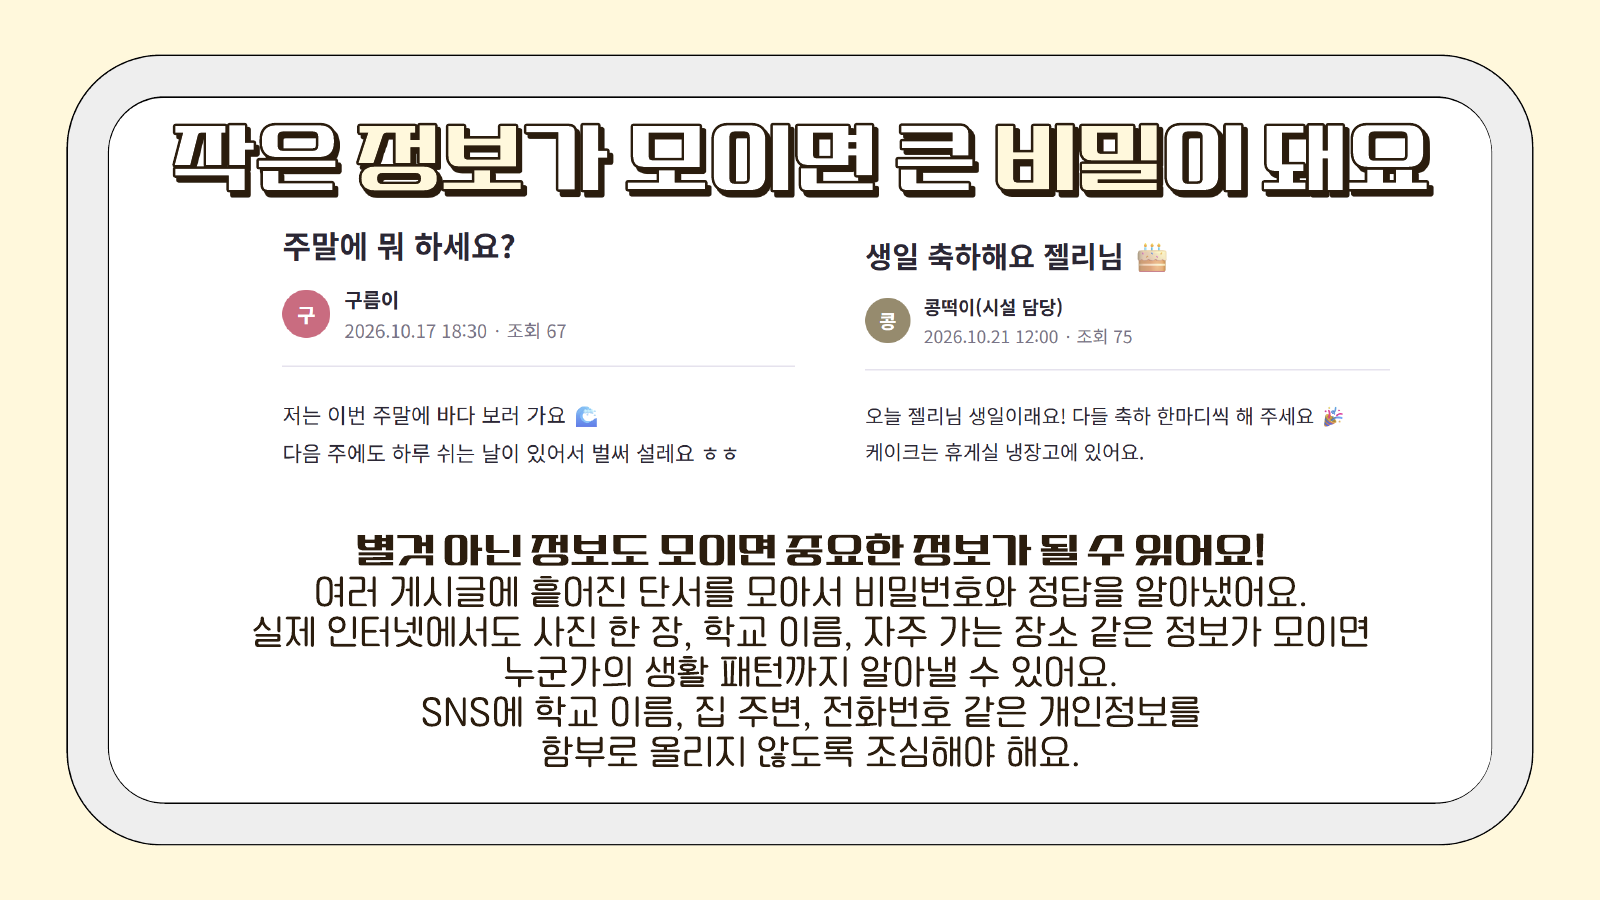 작은 정보가 모이면 큰 비밀이 돼요
주말에 뭐 하세요?
구
구름이
2026.10.17 18:30 · 조회 67
저는 이번 주말에 바다 보러 가요 🌊
다음 주에도 하루 쉬는 날이 있어서 벌써 설레요 ㅎㅎ
생일 축하해요 젤리님 🎂
콩
콩떡이(시설 담당)
2026.10.21 12:00 · 조회 75
오늘 젤리님 생일이래요! 다들 축하 한마디씩 해 주세요 🎉
케이크는 휴게실 냉장고에 있어요.
별것 아닌 정보도 모이면 중요한 정보가 될 수 있어요!
여러 게시글에 흩어진 단서를 모아서 비밀번호와 정답을 알아냈어요.
실제 인터넷에서도 사진 한 장, 학교 이름, 자주 가는 장소 같은 정보가 모이면
누군가의 생활 패턴까지 알아낼 수 있어요.
SNS에 학교 이름, 집 주변, 전화번호 같은 개인정보를
함부로 올리지 않도록 조심해야 해요.